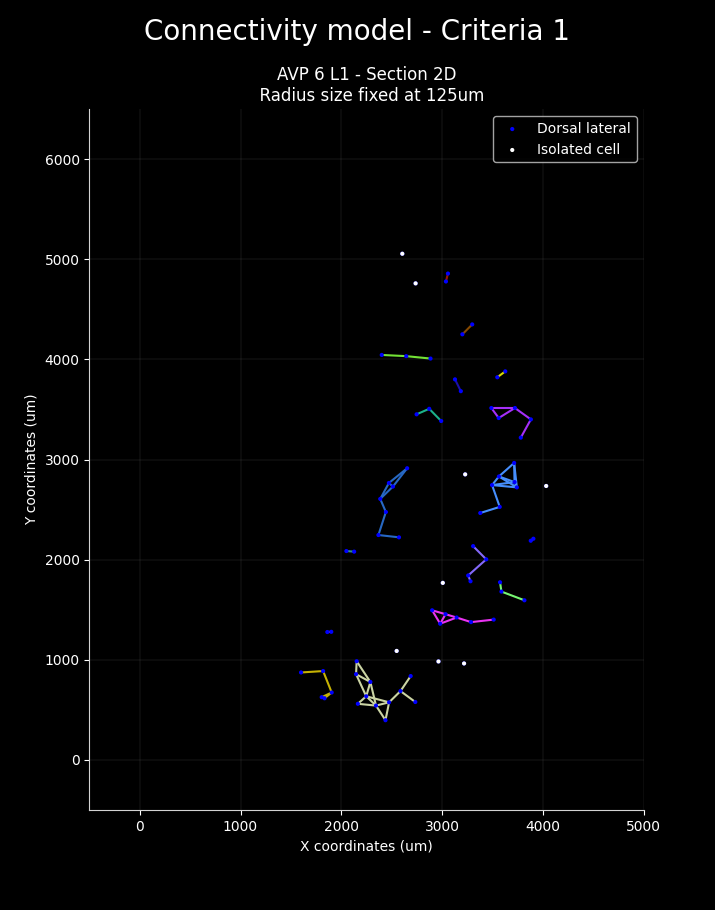 Connectivity model - Criteria 1
AVP 6 L1 - Section 2D
Radius size fixed at 125um
Dorsal lateral
Isolated cell
6000
5000
4000
3000
2000
1000
0
Y coordinates (um)
0 1000 2000 3000 4000 5000
X coordinates (um)